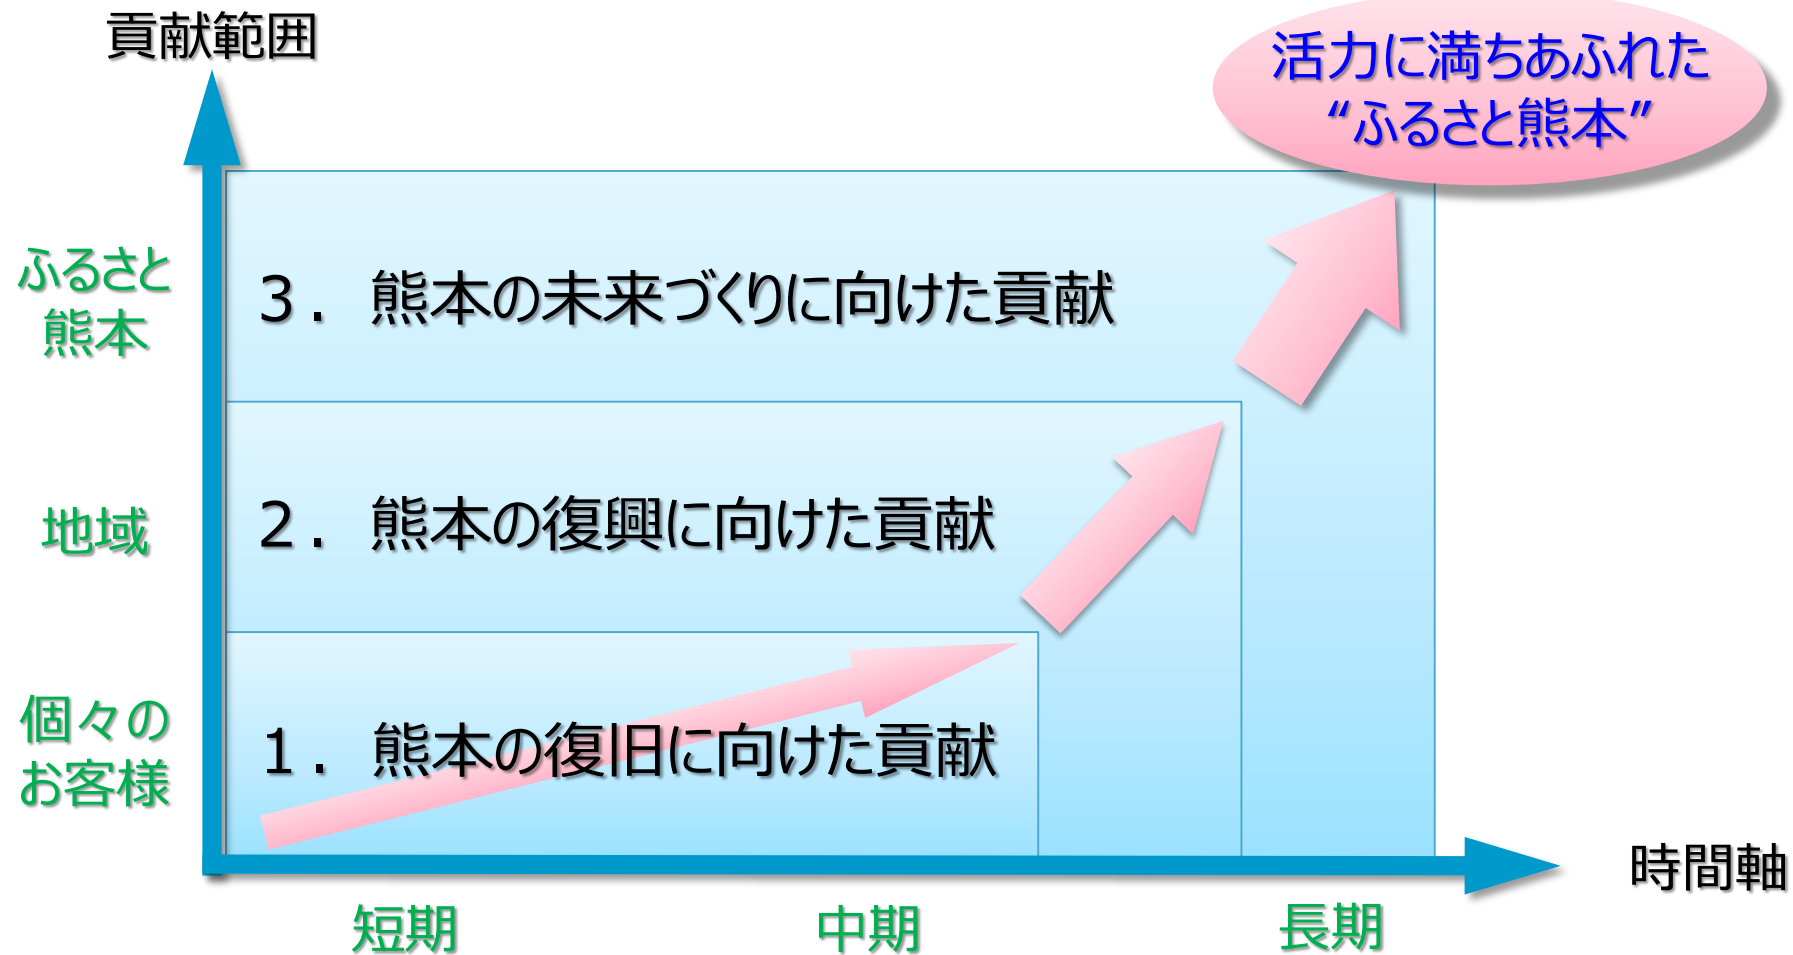 貢献範囲
活力に満ちあふれた
“ふるさと熊本”
ふるさと
熊本
３．熊本の未来づくりに向けた貢献
地域
２．熊本の復興に向けた貢献
個々の
お客様
１．熊本の復旧に向けた貢献
時間軸
短期
中期
長期